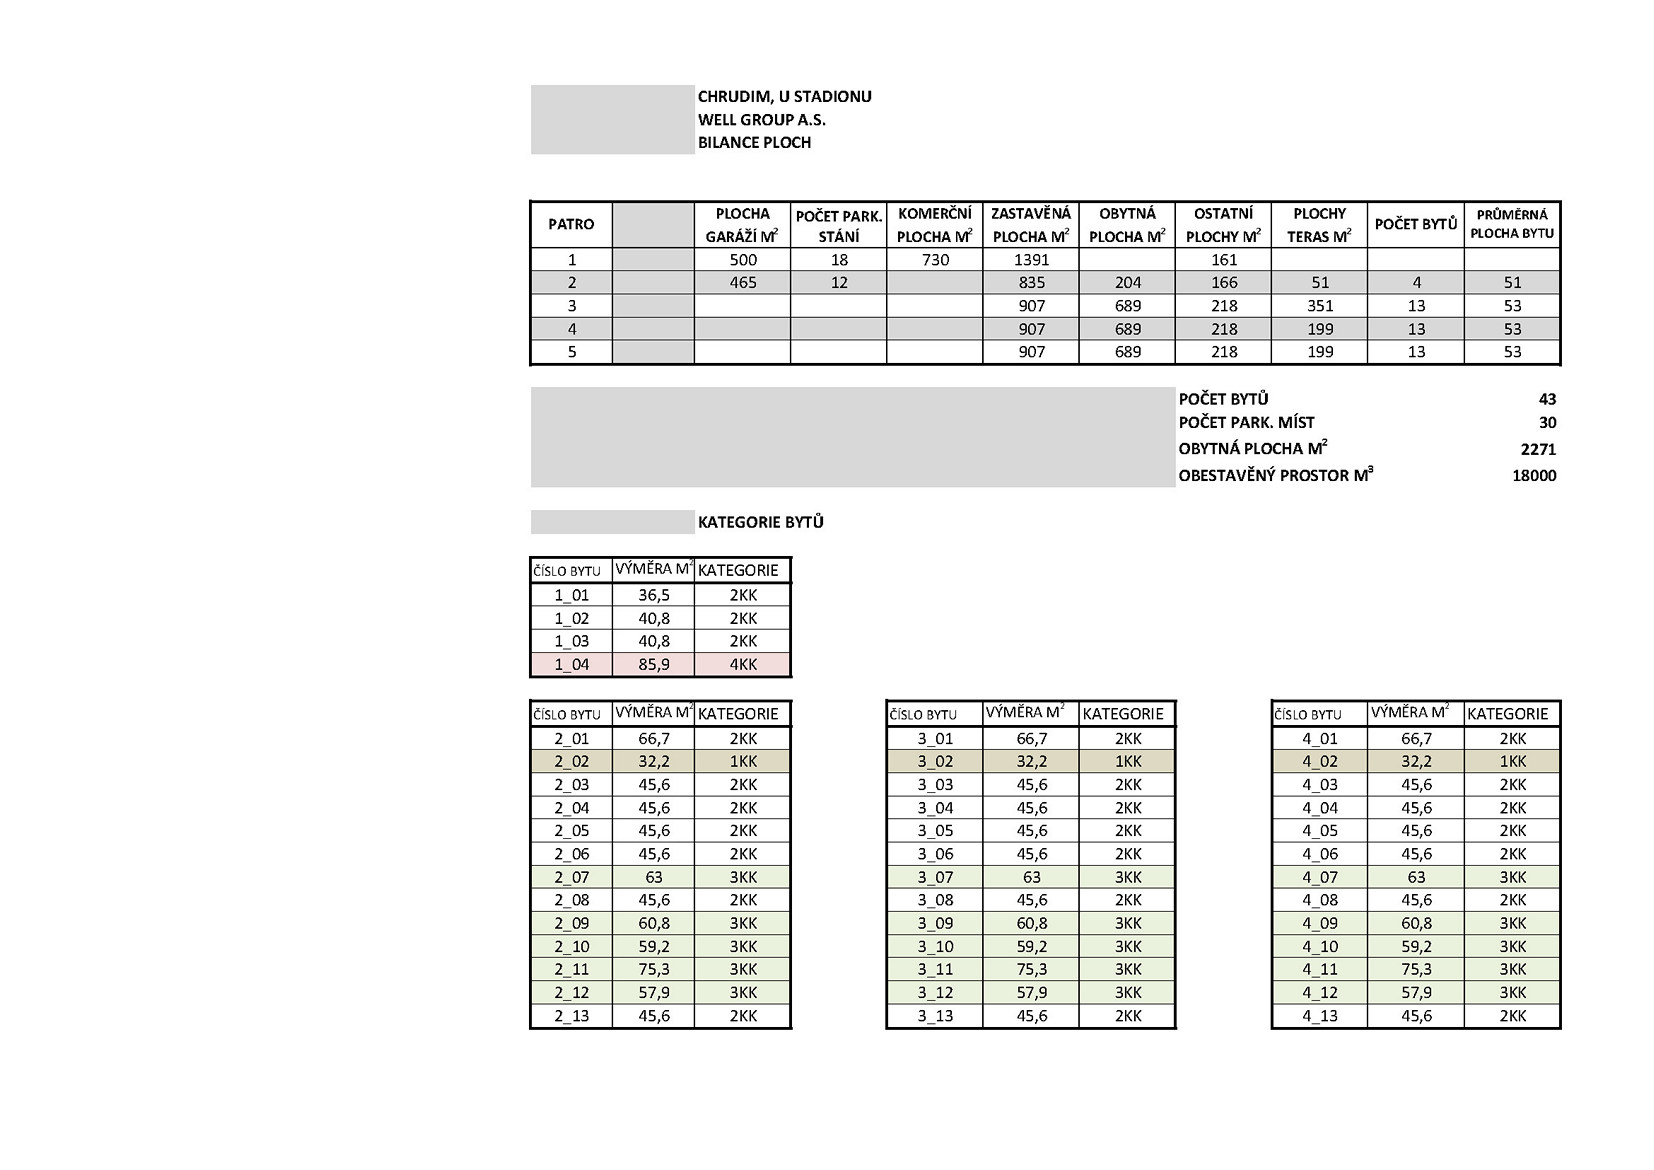 CHRUDIM, U STADIONU
WELL GROUP A.S.
BILANCE PLOCH
PATRO PLOCHA GARÁŽÍ M² POČET PARK. STÁNÍ KOMERČNÍ PLOCHA M² ZASTAVĚNÁ PLOCHA M² OBYTNÁ PLOCHA M² OSTATNÍ PLOCHY M² PLOCHY TERAS M² POČET BYTŮ PRŮMĚRNÁ PLOCHA BYTU
1 500 18 730 1391 161
2 465 12 835 204 166 51 4 51
3 907 689 218 351 13 53
4 907 689 218 199 13 53
5 907 689 218 199 13 53
POČET BYTŮ 43
POČET PARK. MÍST 30
OBYTNÁ PLOCHA M² 2271
OBESTAVĚNÝ PROSTOR M³ 18000
KATEGORIE BYTŮ
ČÍSLO BYTU VÝMĚRA M² KATEGORIE
1_01 36,5 2KK
1_02 40,8 2KK
1_03 40,8 2KK
1_04 85,9 4KK
ČÍSLO BYTU VÝMĚRA M² KATEGORIE ČÍSLO BYTU VÝMĚRA M² KATEGORIE ČÍSLO BYTU VÝMĚRA M² KATEGORIE
2_01 66,7 2KK 3_01 66,7 2KK 4_01 66,7 2KK
2_02 32,2 1KK 3_02 32,2 1KK 4_02 32,2 1KK
2_03 45,6 2KK 3_03 45,6 2KK 4_03 45,6 2KK
2_04 45,6 2KK 3_04 45,6 2KK 4_04 45,6 2KK
2_05 45,6 2KK 3_05 45,6 2KK 4_05 45,6 2KK
2_06 45,6 2KK 3_06 45,6 2KK 4_06 45,6 2KK
2_07 63 3KK 3_07 63 3KK 4_07 63 3KK
2_08 45,6 2KK 3_08 45,6 2KK 4_08 45,6 2KK
2_09 60,8 3KK 3_09 60,8 3KK 4_09 60,8 3KK
2_10 59,2 3KK 3_10 59,2 3KK 4_10 59,2 3KK
2_11 75,3 3KK 3_11 75,3 3KK 4_11 75,3 3KK
2_12 57,9 3KK 3_12 57,9 3KK 4_12 57,9 3KK
2_13 45,6 2KK 3_13 45,6 2KK 4_13 45,6 2KK